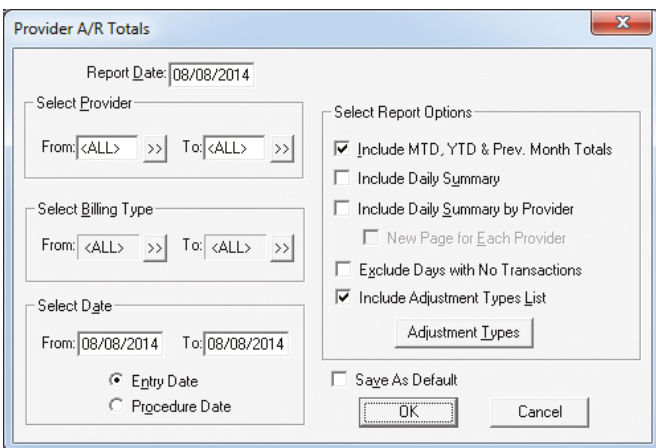 Provider A/R Totals
Report Date: 08/08/2014
Select Provider
From: <ALL> >> To: <ALL> >>
Select Billing Type
From: <ALL> >> To: <ALL> >>
Select Date
From: 08/08/2014 To: 08/08/2014
Entry Date
Procedure Date
Select Report Options
Include MTD, YTD & Prev. Month Totals
Include Daily Summary
Include Daily Summary by Provider
New Page for Each Provider
Exclude Days with No Transactions
Include Adjustment Types List
Adjustment Types
Save As Default
OK Cancel